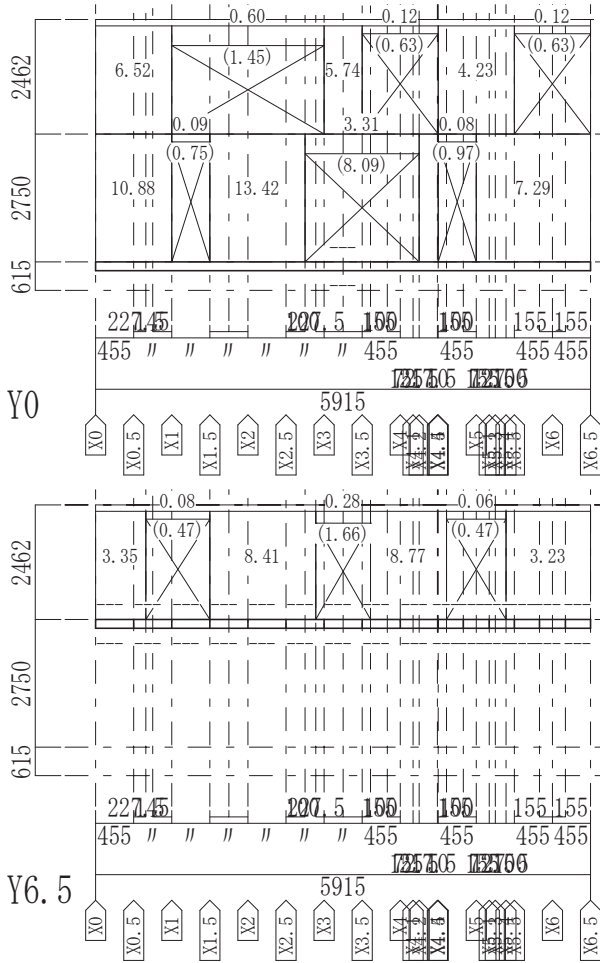 0.60 0.12 0.12
(1.45) (0.63) (0.63)
2462 6.52 5.74 4.23
0.09 3.31 0.08
(0.75) (8.09) (0.97)
2750 10.88 13.42 7.29
615
155 155
455 〃 〃 〃 〃 〃 〃 455 455 455 455
5915
Y0
X0 X0.5 X1 X1.5 X2 X2.5 X3 X3.5 X4 X5 X6 X6.5
0.08 0.28 0.06
(0.47) (1.66) (0.47)
2462 3.35 8.41 8.77 3.23
2750
615
155 155
455 〃 〃 〃 〃 〃 〃 455 455 455 455
5915
Y6.5
X0 X0.5 X1 X1.5 X2 X2.5 X3 X3.5 X4 X5 X6 X6.5